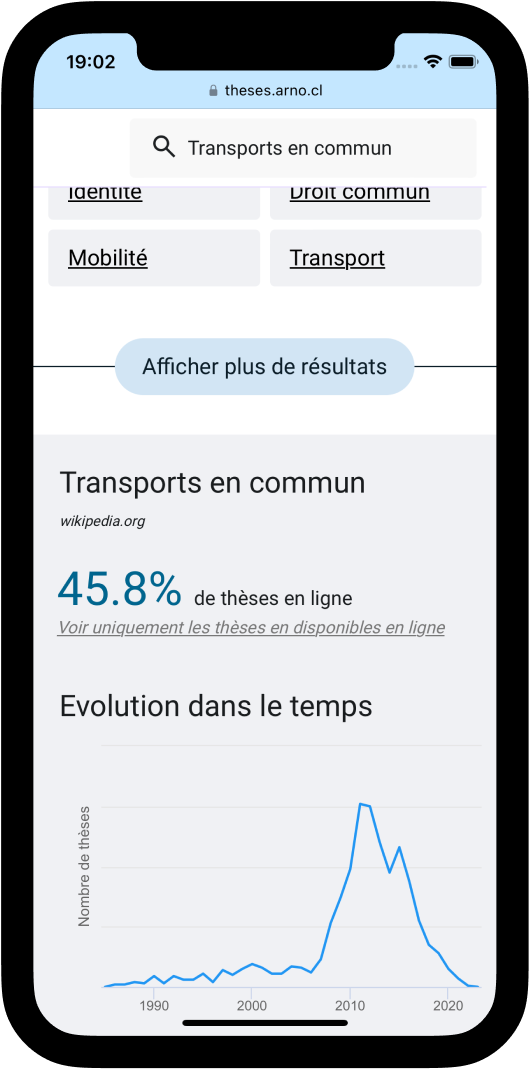 19:02
theses.arno.cl
Transports en commun
Identité Droit commun
Mobilité Transport
Afficher plus de résultats
Transports en commun
wikipedia.org
45.8% de thèses en ligne
Voir uniquement les thèses en disponibles en ligne
Evolution dans le temps
Nombre de thèses
1990 2000 2010 2020